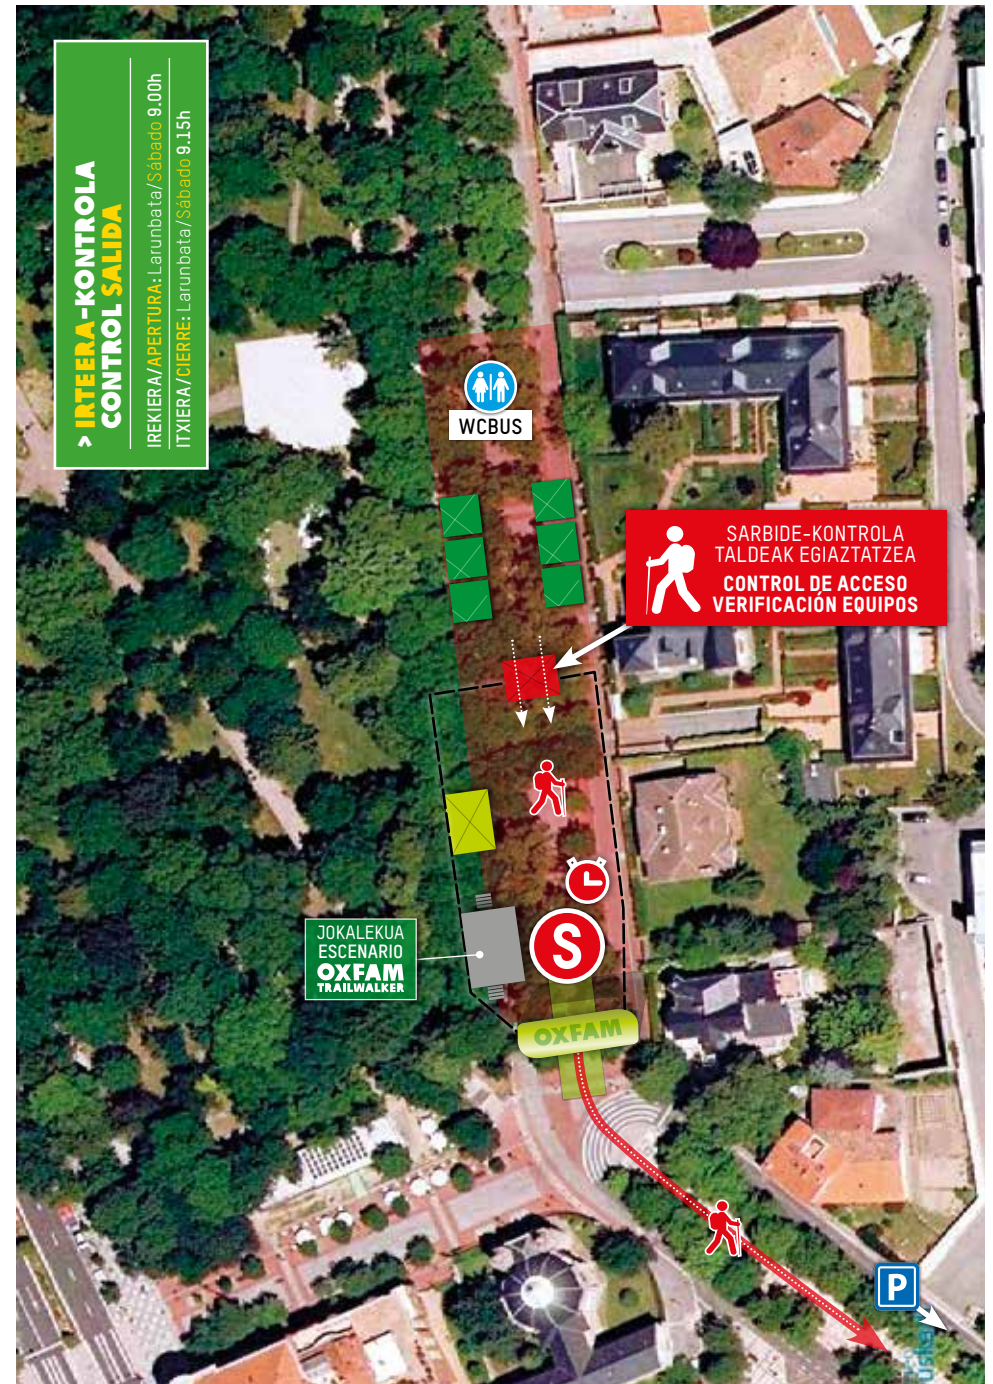 > IRTEERA-KONTROLA
CONTROL SALIDA
IREKIERA/APERTURA: Larunbata/Sábado 9.00h
ITXIERA/CIERRE: Larunbata/Sábado 9.15h
WCBUS
SARBIDE-KONTROLA
TALDEAK EGIAZTATZEA
CONTROL DE ACCESO
VERIFICACIÓN EQUIPOS
JOKALEKUA
ESCENARIO
OXFAM
TRAILWALKER
S
OXFAM
P